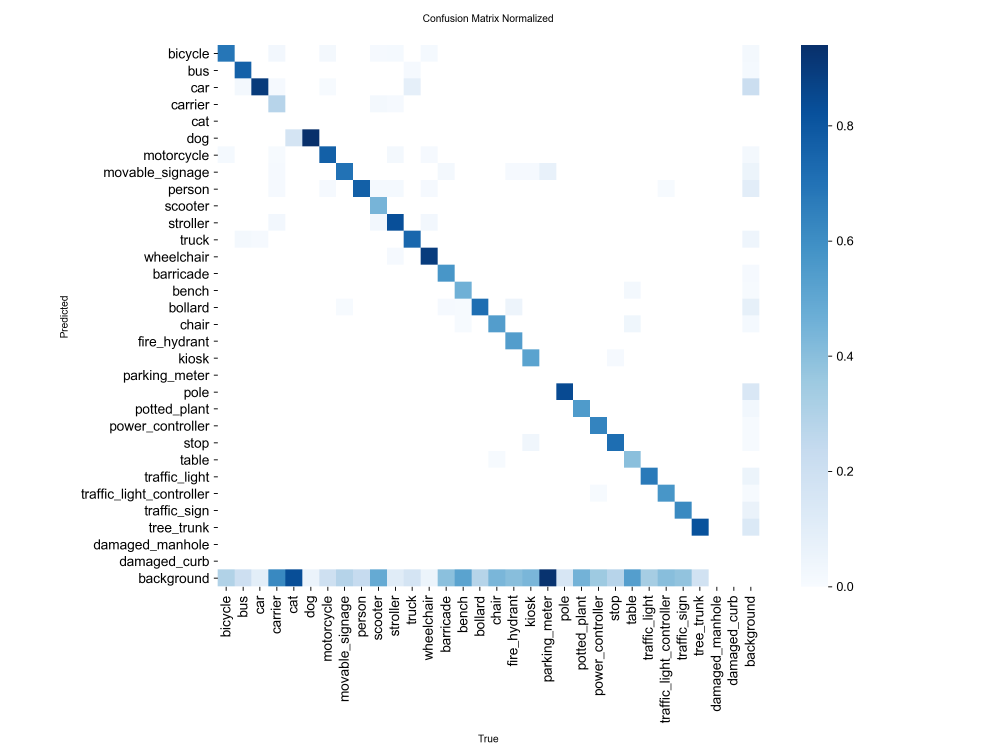 Confusion Matrix Normalized
bicycle
bus
car
carrier
cat
dog
motorcycle
movable_signage
person
scooter
stroller
truck
wheelchair
barricade
bench
bollard
chair
fire_hydrant
kiosk
parking_meter
pole
potted_plant
power_controller
stop
table
traffic_light
traffic_light_controller
traffic_sign
tree_trunk
damaged_manhole
damaged_curb
background
Predicted
bicycle
bus
car
carrier
cat
dog
motorcycle
movable_signage
person
scooter
stroller
truck
wheelchair
barricade
bench
bollard
chair
fire_hydrant
kiosk
parking_meter
pole
potted_plant
power_controller
stop
table
traffic_light
traffic_light_controller
traffic_sign
tree_trunk
damaged_manhole
damaged_curb
background
True
0.8
0.6
0.4
0.2
0.0